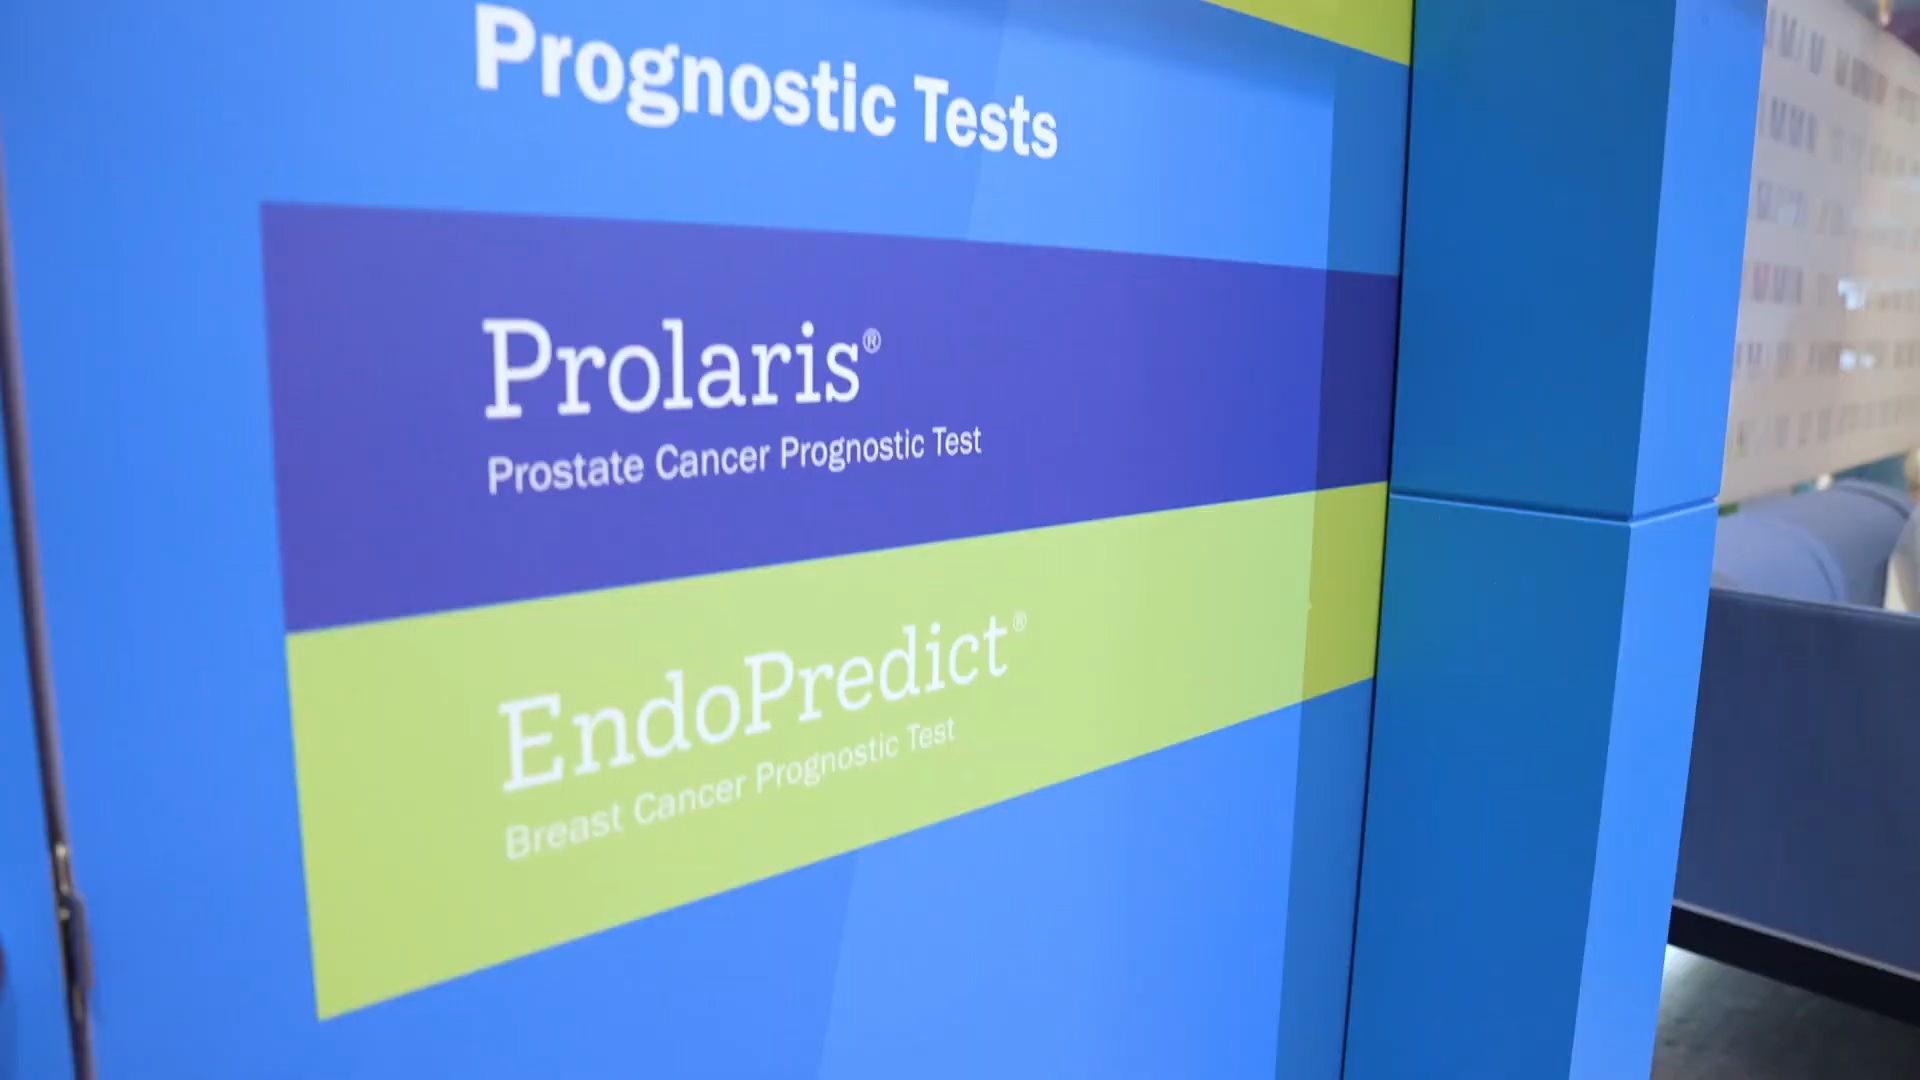 Prognostic Tests
Prolaris®
Prostate Cancer Prognostic Test
EndoPredict®
Breast Cancer Prognostic Test